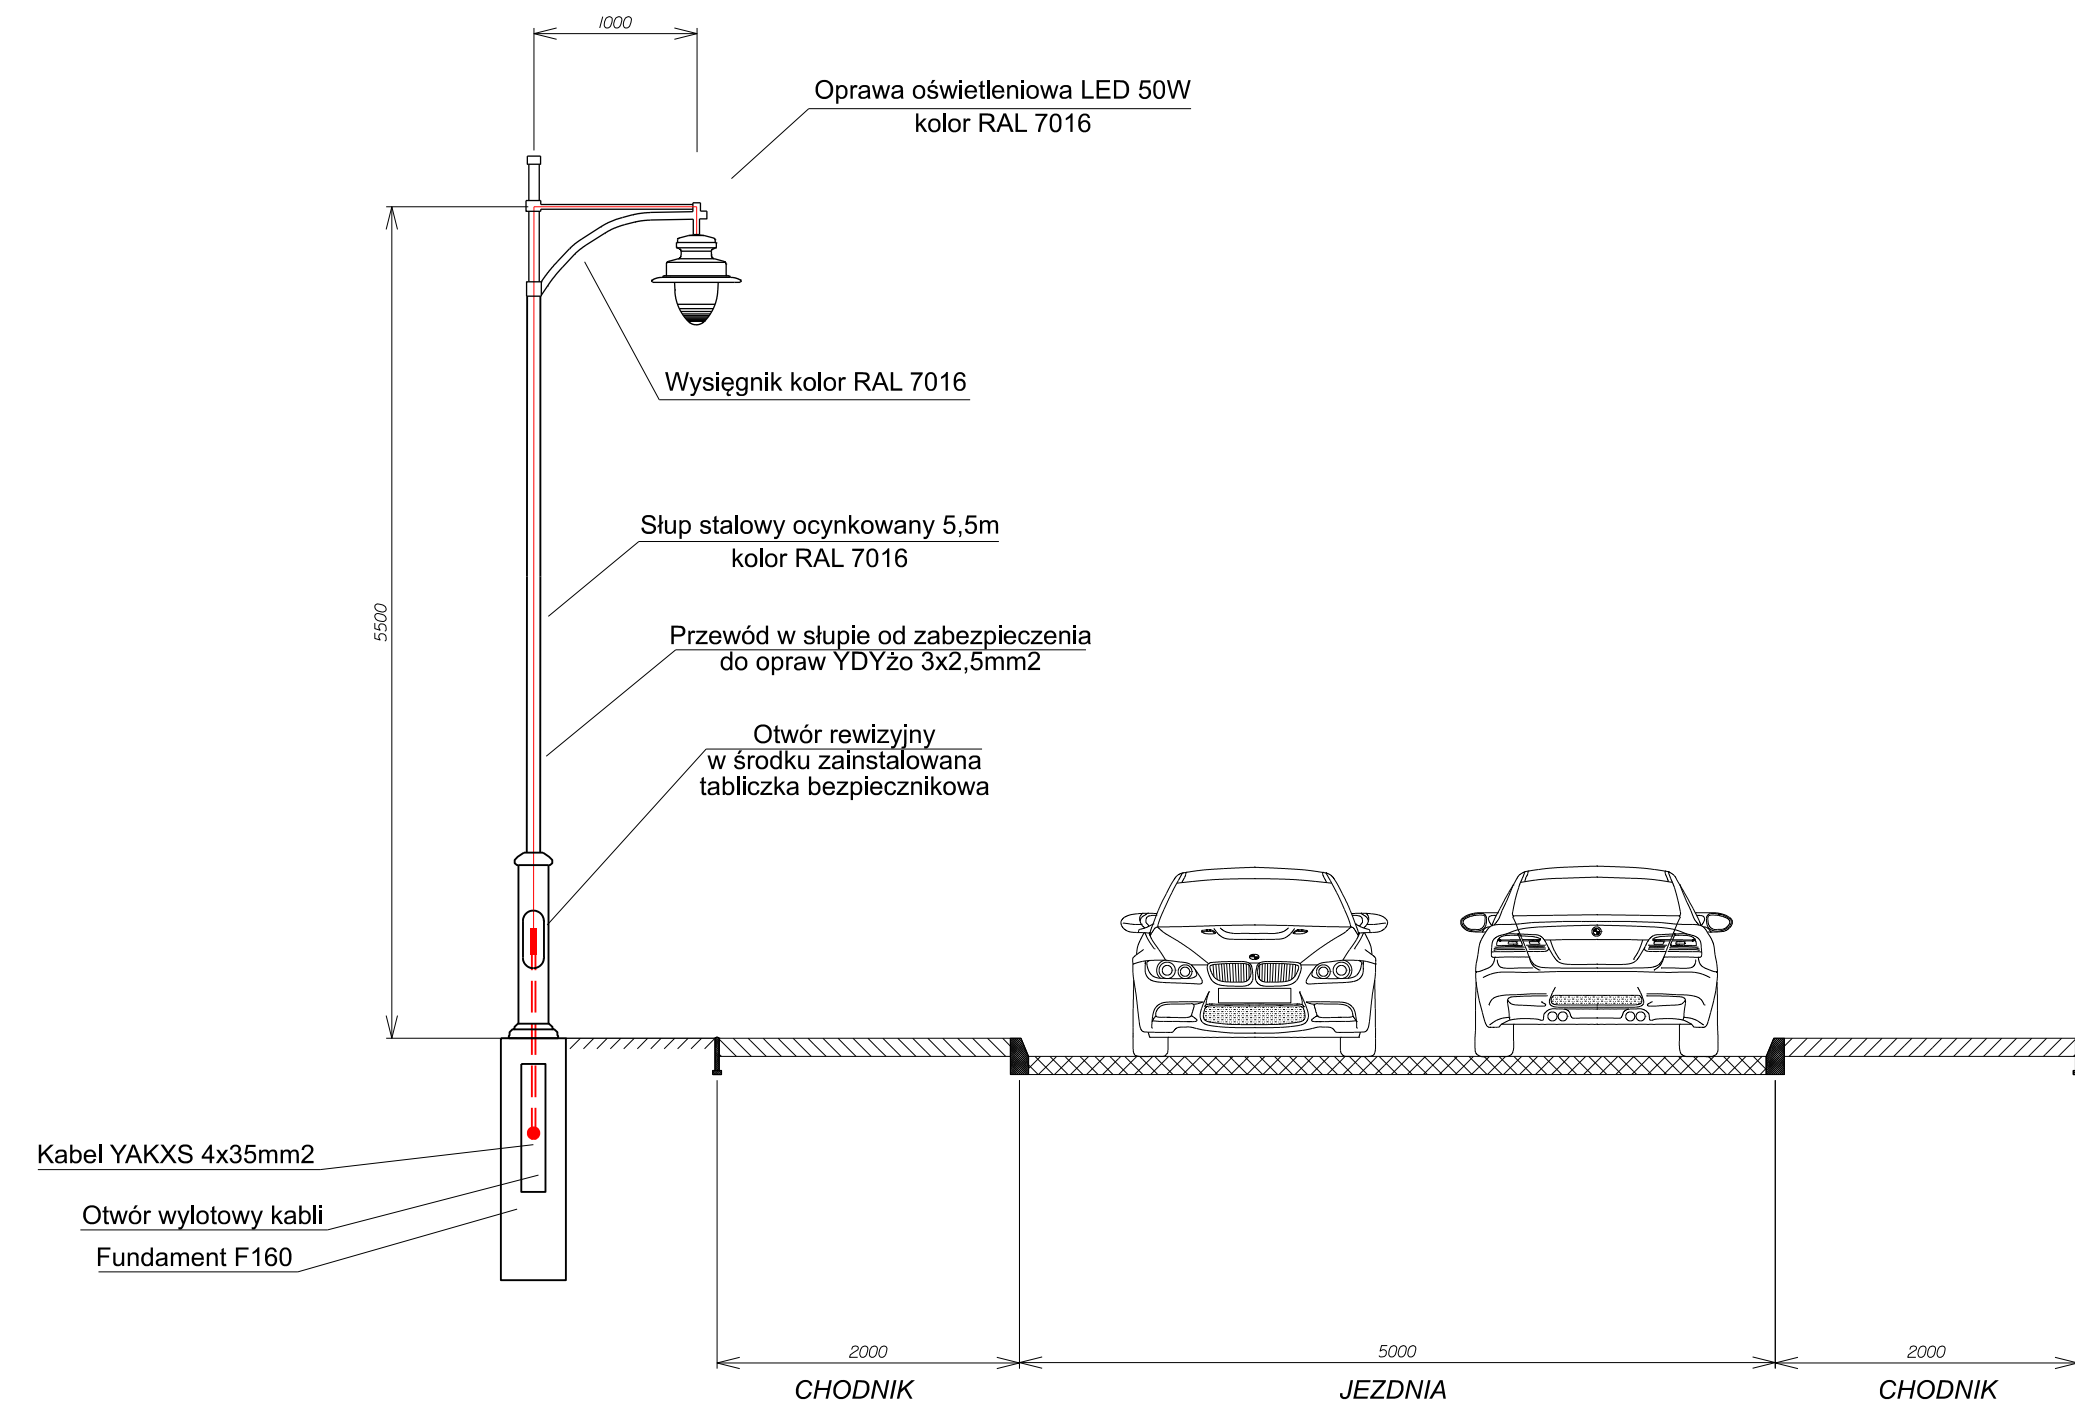 1000
Oprawa oświetleniowa LED 50W
kolor RAL 7016
Wysięgnik kolor RAL 7016
5500
Słup stalowy ocynkowany 5,5m
kolor RAL 7016
Przewód w słupie od zabezpieczenia
do opraw YDYżo 3x2,5mm2
Otwór rewizyjny
w środku zainstalowana
tabliczka bezpiecznikowa
Kabel YAKXS 4x35mm2
Otwór wylotowy kabli
Fundament F160
2000
5000
2000
CHODNIK
JEZDNIA
CHODNIK